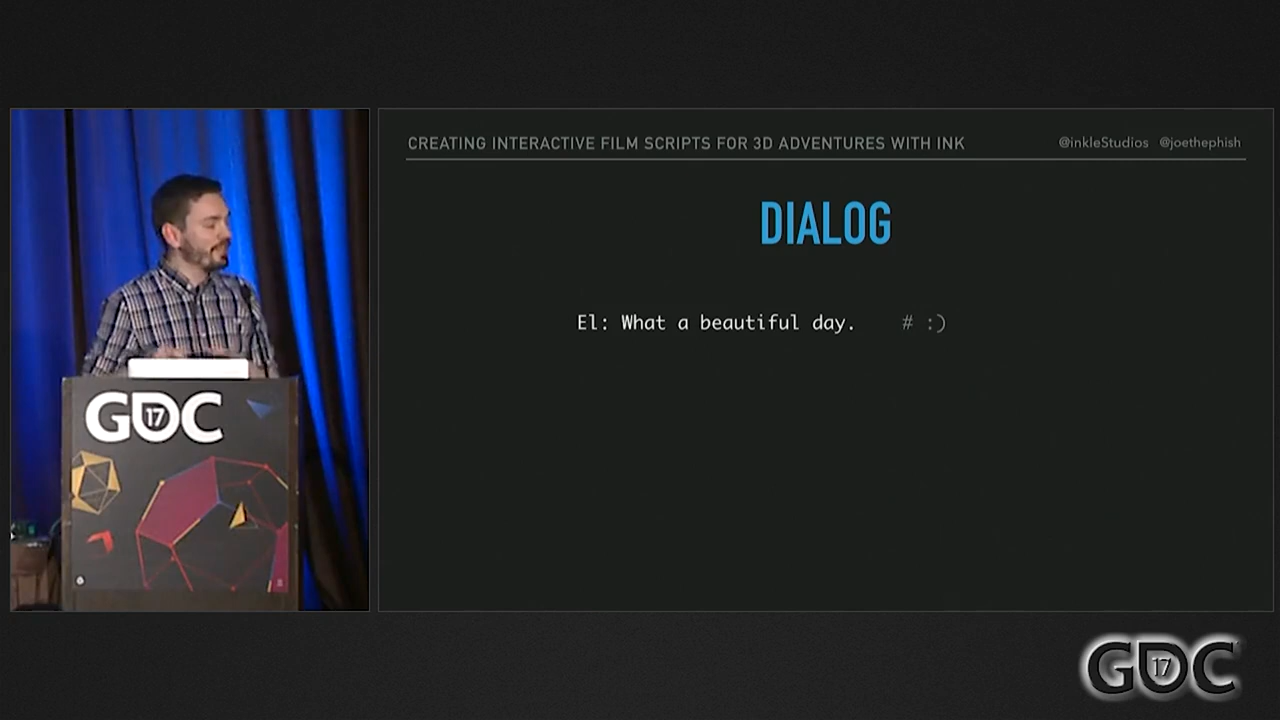 CREATING INTERACTIVE FILM SCRIPTS FOR 3D ADVENTURES WITH INK @inkleStudios @joethephish
DIALOG
El: What a beautiful day. # :)
GDC 17
GDC 17